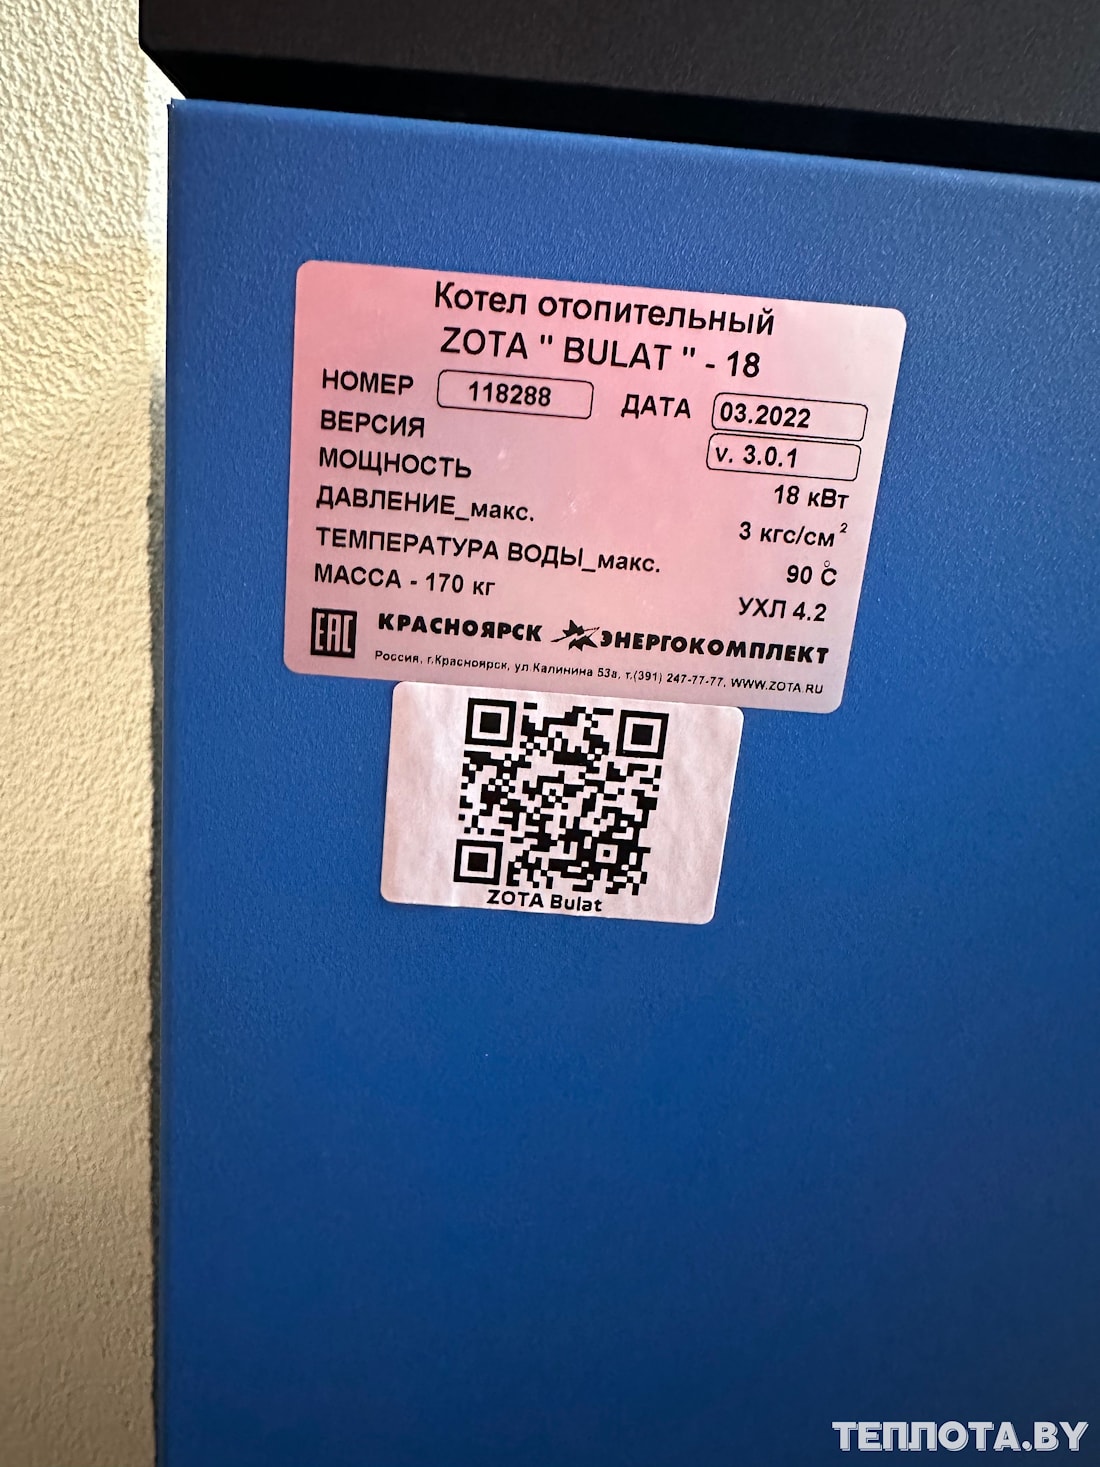 Котел отопительный
ZOTA " BULAT " - 18
НОМЕР 118288 ДАТА 03.2022
ВЕРСИЯ v. 3.0.1
МОЩНОСТЬ 18 кВт
ДАВЛЕНИЕ_макс. 3 кгс/см²
ТЕМПЕРАТУРА ВОДЫ_макс. 90 °C
МАССА - 170 кг УХЛ 4.2
EAC КРАСНОЯРСК ЭНЕРГОКОМПЛЕКТ
Россия, г.Красноярск, ул.Калинина 53а, т.(391) 247-77-77, WWW.ZOTA.RU
ZOTA Bulat
ТЕПЛОТА.BY